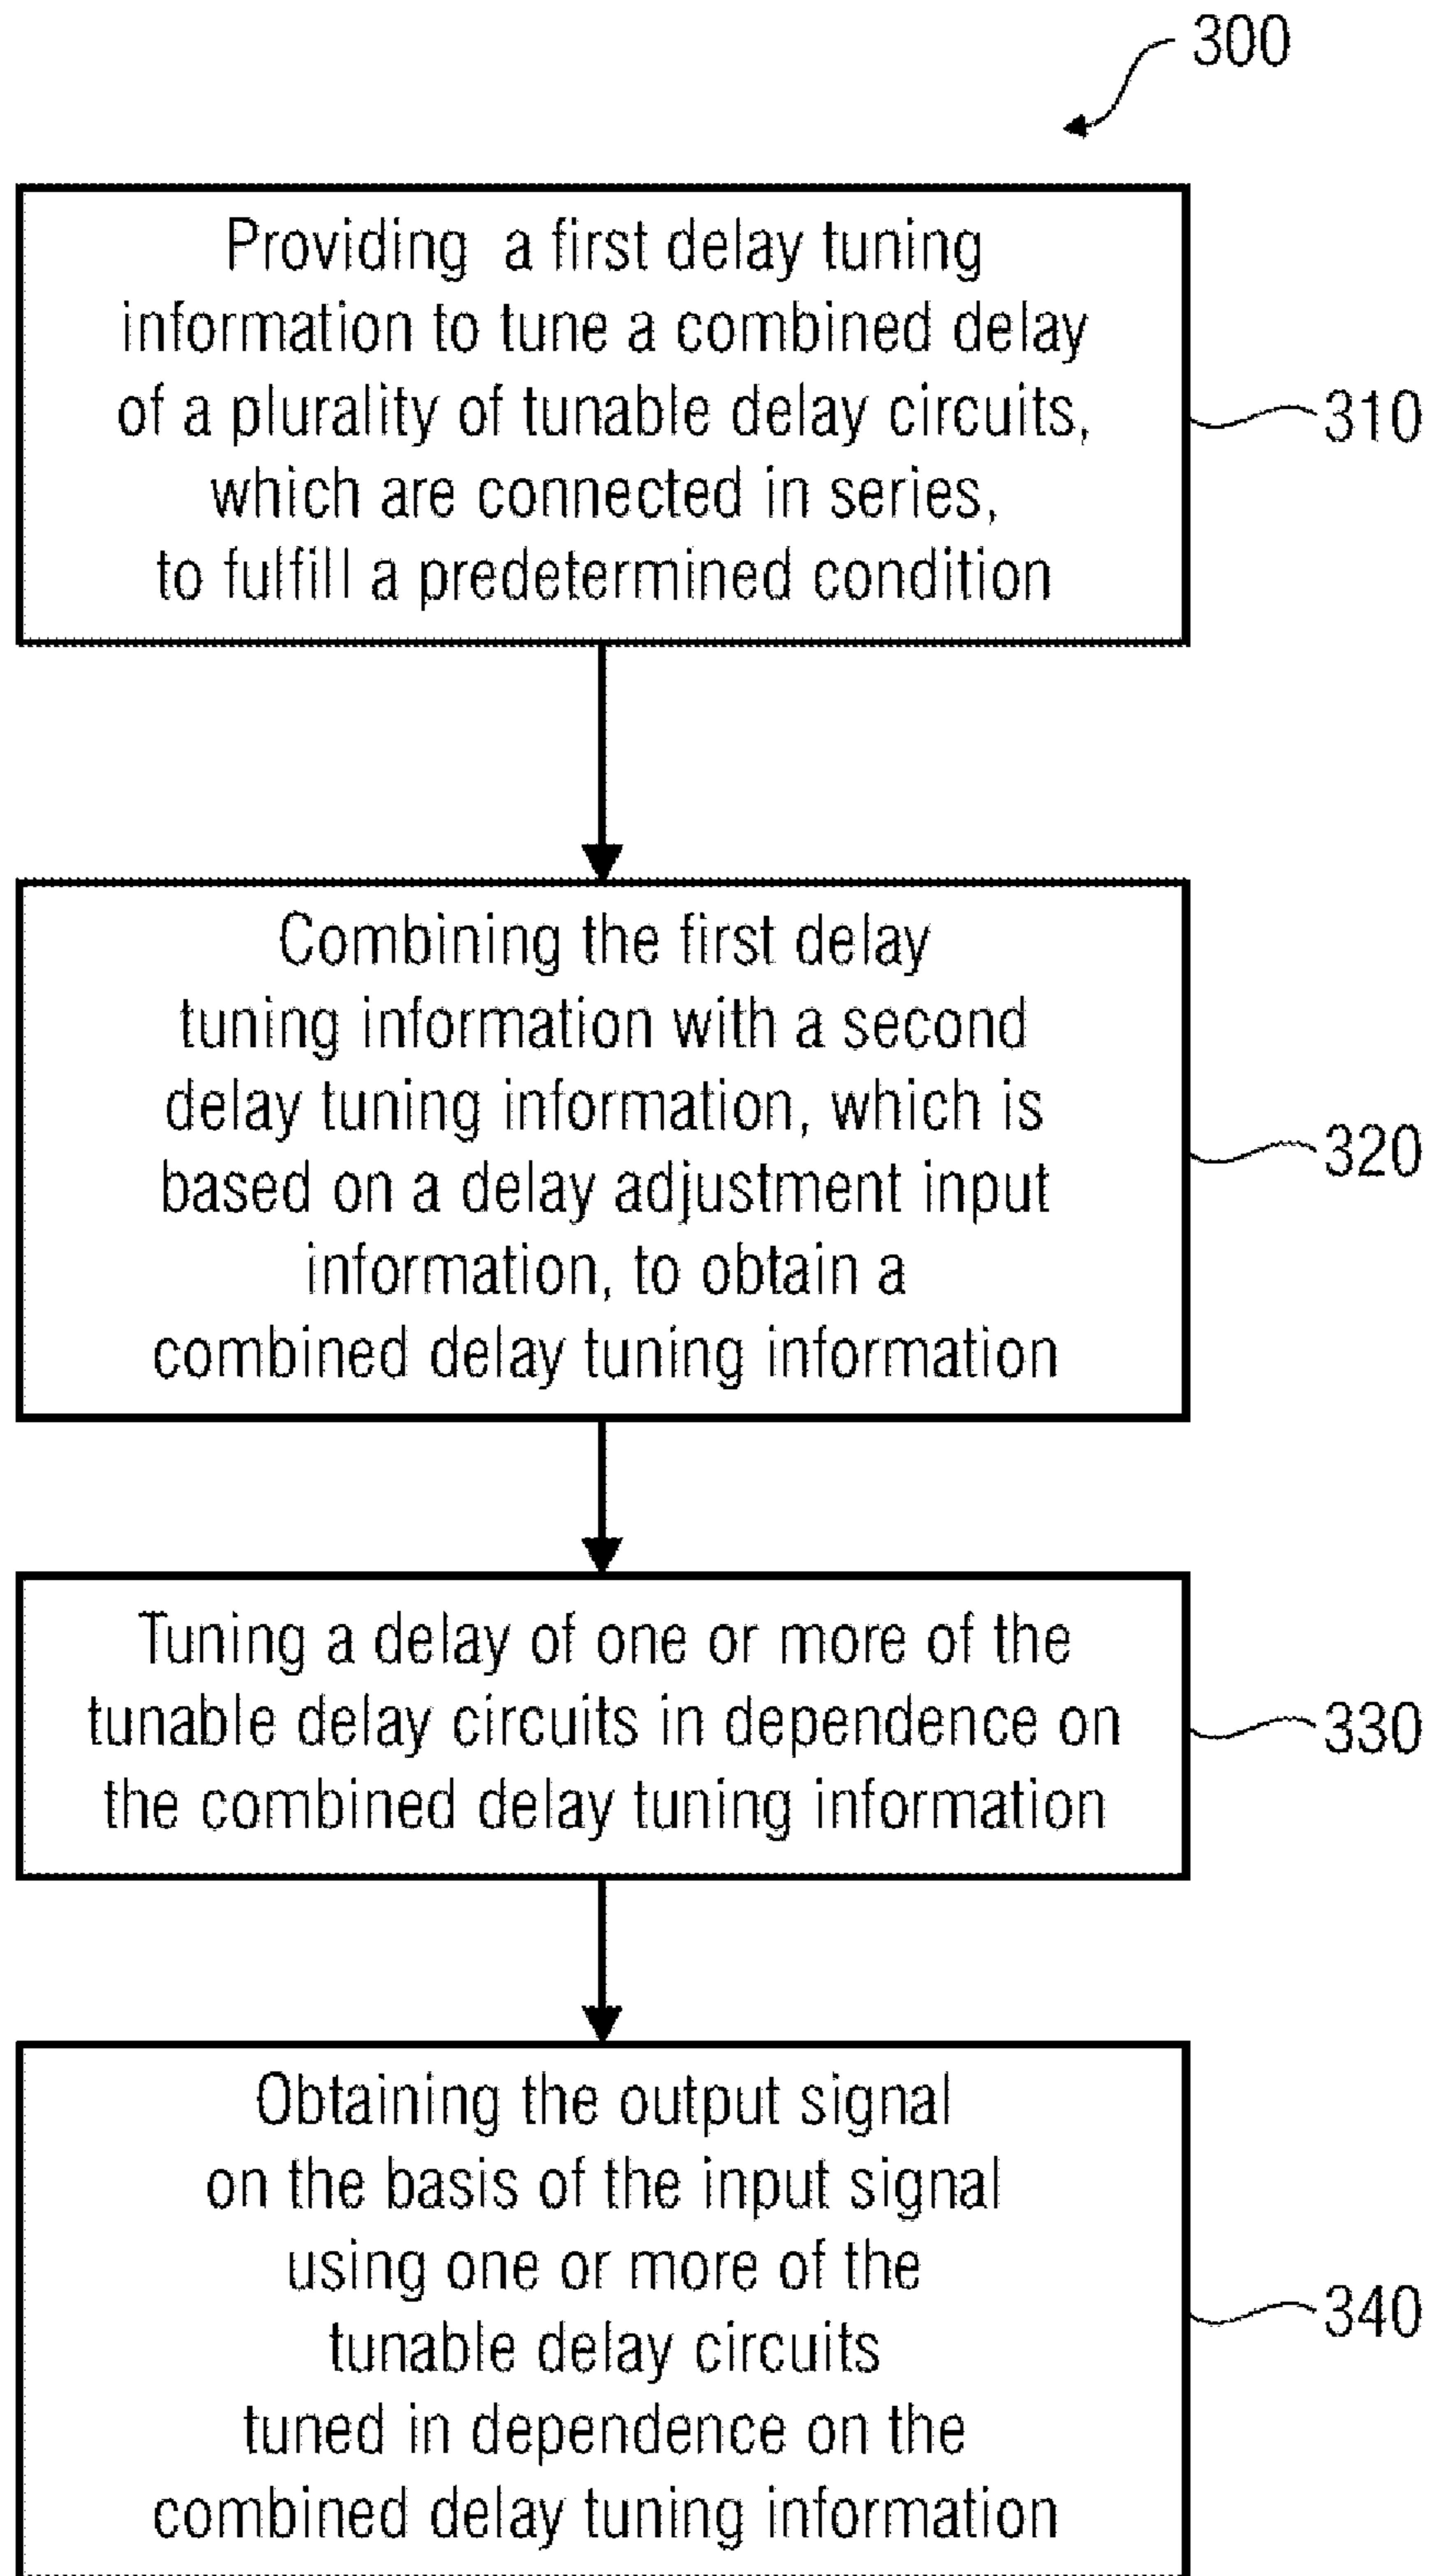 300
Providing a first delay tuning
information to tune a combined delay
of a plurality of tunable delay circuits,
which are connected in series,
to fulfill a predetermined condition
310
Combining the first delay
tuning information with a second
delay tuning information, which is
based on a delay adjustment input
information, to obtain a
combined delay tuning information
320
Tuning a delay of one or more of the
tunable delay circuits in dependence on
the combined delay tuning information
330
Obtaining the output signal
on the basis of the input signal
using one or more of the
tunable delay circuits
tuned in dependence on the
combined delay tuning information
340